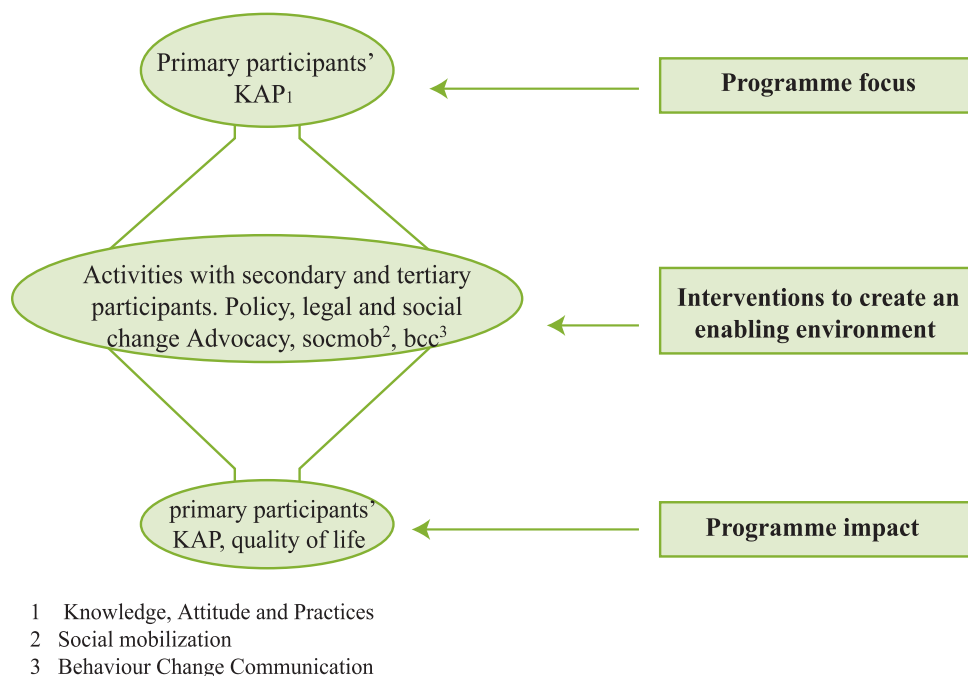 Primary participants’
KAP1
Programme focus
Activities with secondary and tertiary
participants. Policy, legal and social
change Advocacy, socmob², bcc³
Interventions to create an
enabling environment
primary participants’
KAP, quality of life
Programme impact
1 Knowledge, Attitude and Practices
2 Social mobilization
3 Behaviour Change Communication